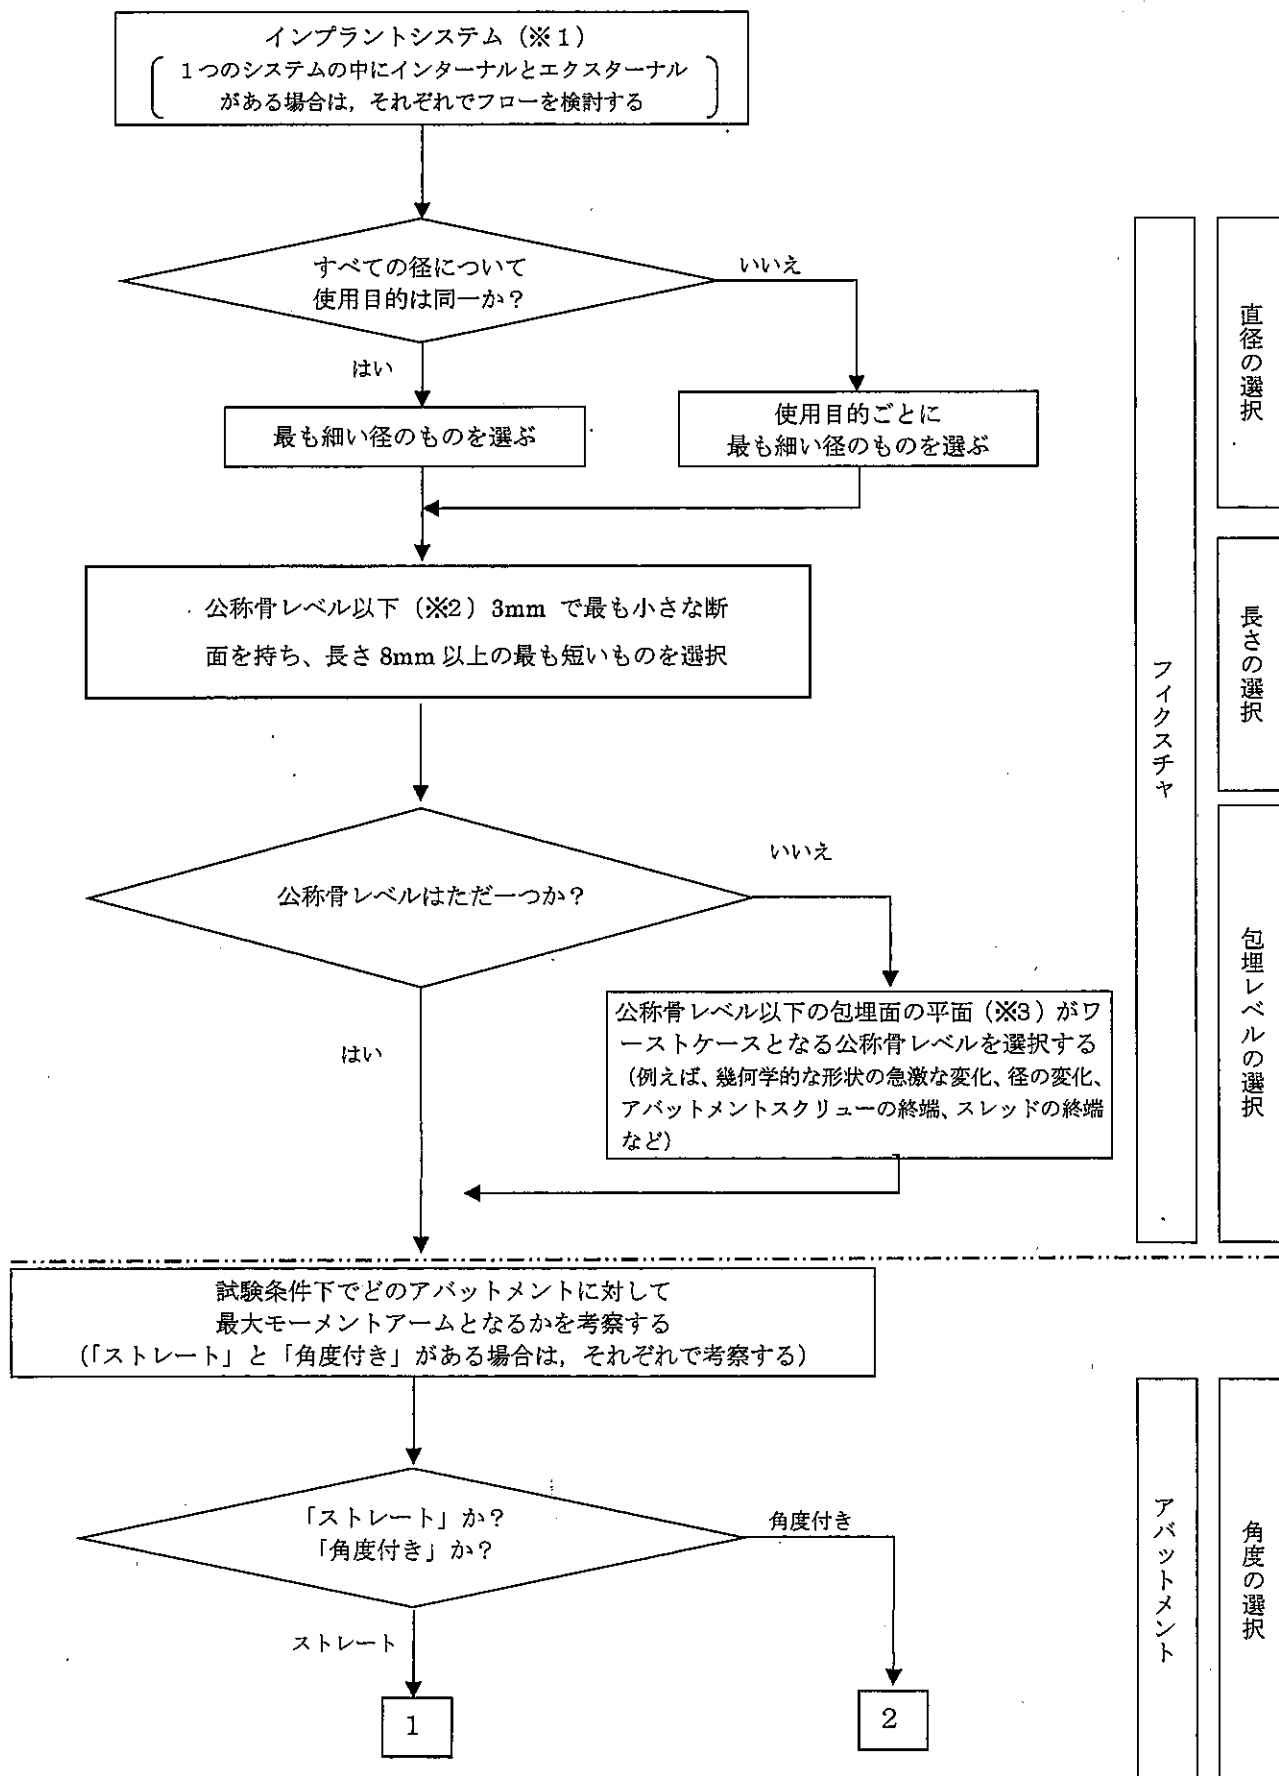 インプラントシステム（※１）
１つのシステムの中にインターナルとエクスターナル
がある場合は，それぞれでフローを検討する
すべての径について
使用目的は同一か？
いいえ
はい
最も細い径のものを選ぶ
使用目的ごとに
最も細い径のものを選ぶ
直径の選択
公称骨レベル以下（※2）3mm で最も小さな断
面を持ち、長さ 8mm 以上の最も短いものを選択
長さの選択
フィクスチャ
公称骨レベルはただ一つか？
いいえ
はい
公称骨レベル以下の包埋面の平面（※3）がワ
ーストケースとなる公称骨レベルを選択する
（例えば、幾何学的な形状の急激な変化、径の変化、
アバットメントスクリューの終端、スレッドの終端
など）
包埋レベルの選択
試験条件下でどのアバットメントに対して
最大モーメントアームとなるかを考察する
（「ストレート」と「角度付き」がある場合は，それぞれで考察する）
「ストレート」か？
「角度付き」か？
角度付き
ストレート
1
2
アバットメント
角度の選択